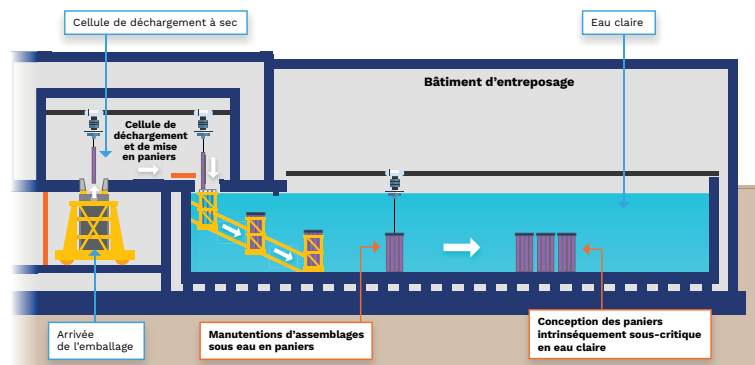 Cellule de déchargement à sec
Eau claire
Bâtiment d’entreposage
Cellule de
déchargement
et de mise
en paniers
Arrivée
de l’emballage
Manutentions d’assemblages
sous eau en paniers
Conception des paniers
intrinséquement sous-critique
en eau claire